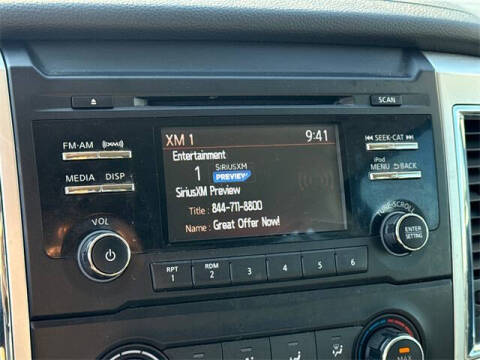 SCAN
FM·AM ((XM))
SEEK·CAT
iPod
MENU BACK
MEDIA DISP
XM 1 9:41
Entertainment
1 SIRIUSXM
PREVIEW
SiriusXM Preview
Title : 844-711-8800
Name : Great Offer Now!
VOL
TUNE·SCROLL
ENTER
SETTING
RPT
1
RDM
2
3
4
5
6
MAX